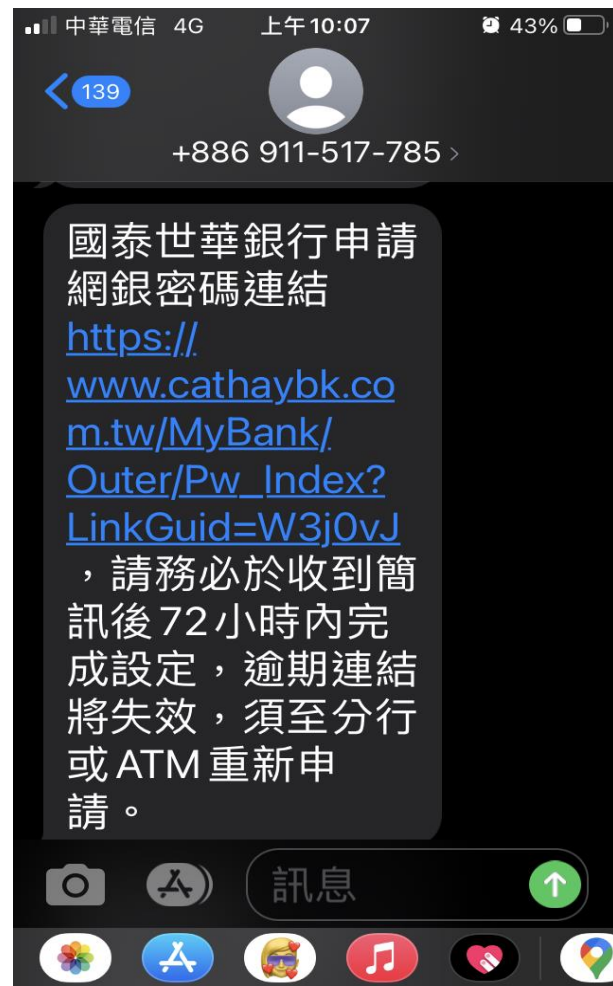 中華電信 4G 上午10:07 43%
139
+886 911-517-785
國泰世華銀行申請
網銀密碼連結
https://
www.cathaybk.co
m.tw/MyBank/
Outer/Pw_Index?
LinkGuid=W3j0vJ
，請務必於收到簡
訊後72小時內完
成設定，逾期連結
將失效，須至分行
或ATM重新申
請。
訊息